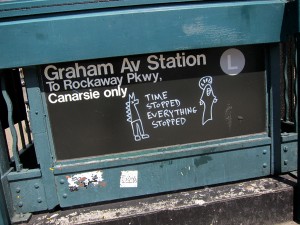 Graham Av Station
L
To Rockaway Pkwy,
Canarsie only
TIME
STOPPED
EVERYTHING
STOPPED